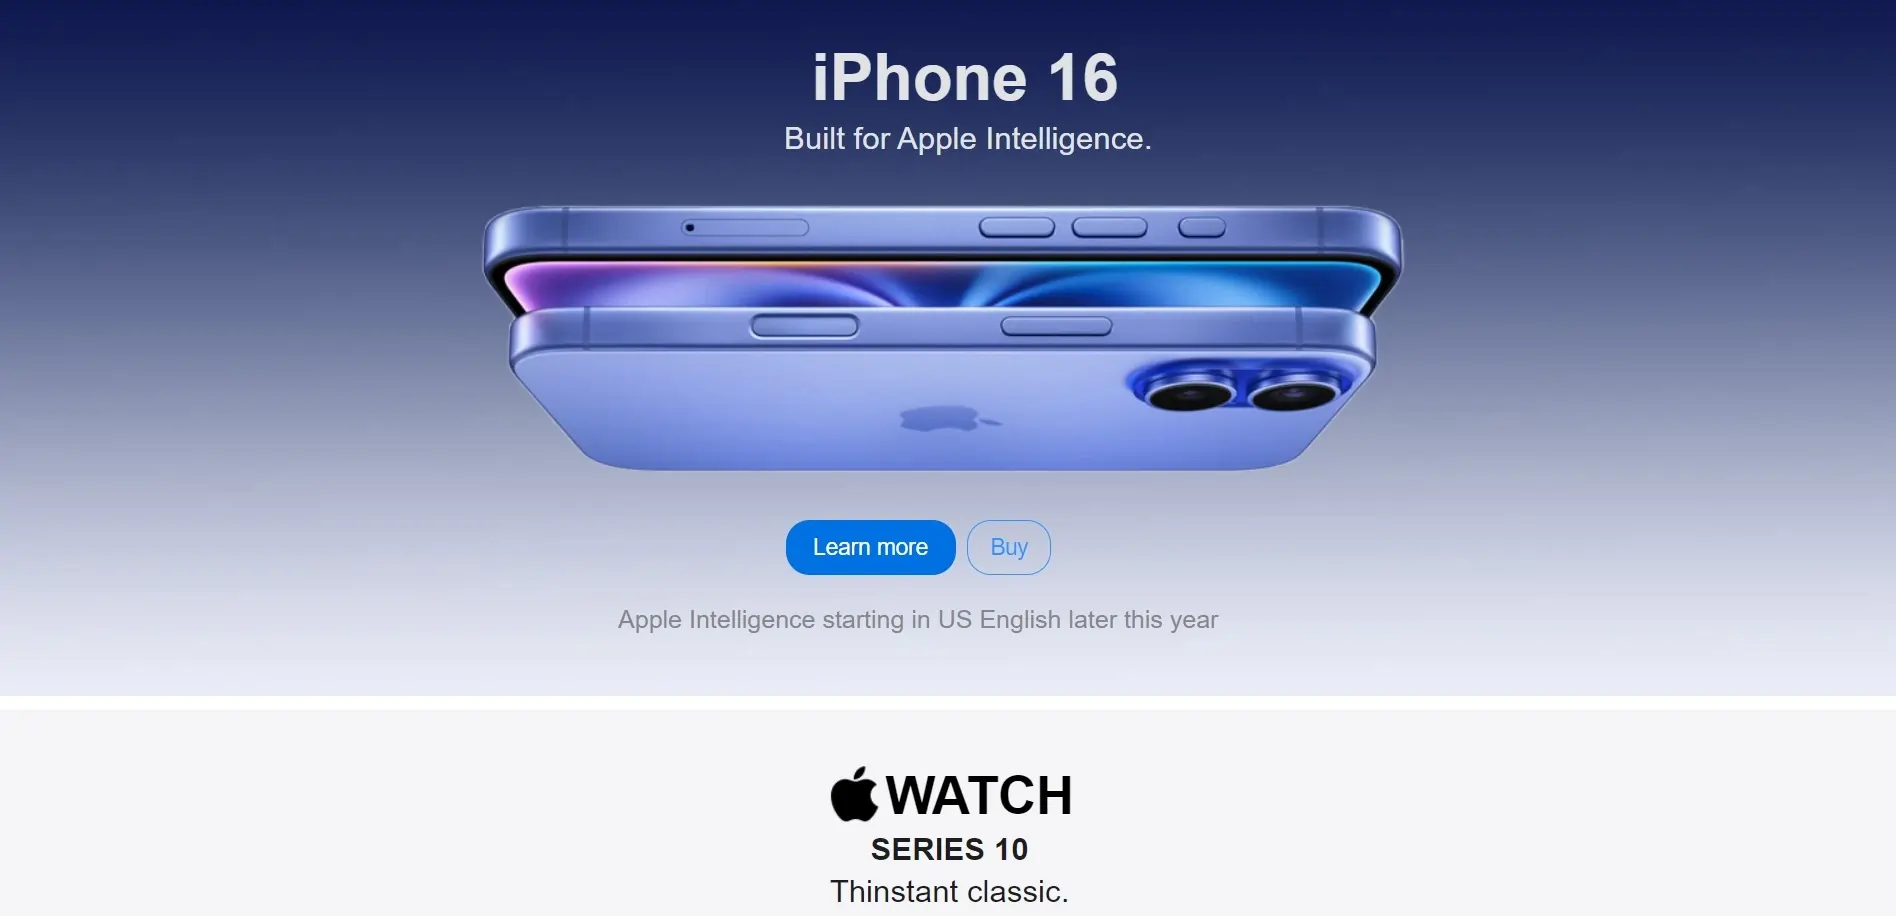 iPhone 16
Built for Apple Intelligence.
Learn more
Buy
Apple Intelligence starting in US English later this year
WATCH
SERIES 10
Thinstant classic.